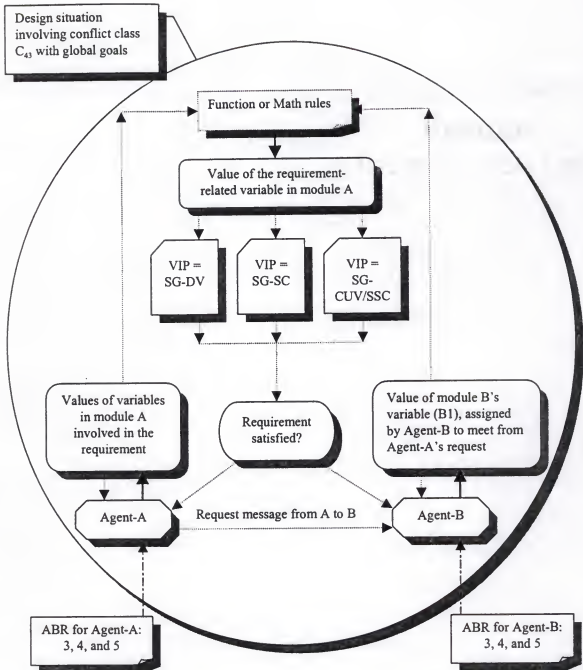 Design situation
involving conflict class
C₄₃ with global goals
Function or Math rules
Value of the requirement-
related variable in module A
VIP =
SG-DV
VIP =
SG-SC
VIP =
SG-
CUV/SSC
Values of variables
in module A
involved in the
requirement
Requirement
satisfied?
Value of module B's
variable (B1), assigned
by Agent-B to meet from
Agent-A's request
Agent-A
Request message from A to B
Agent-B
ABR for Agent-A:
3, 4, and 5
ABR for Agent-B:
3, 4, and 5